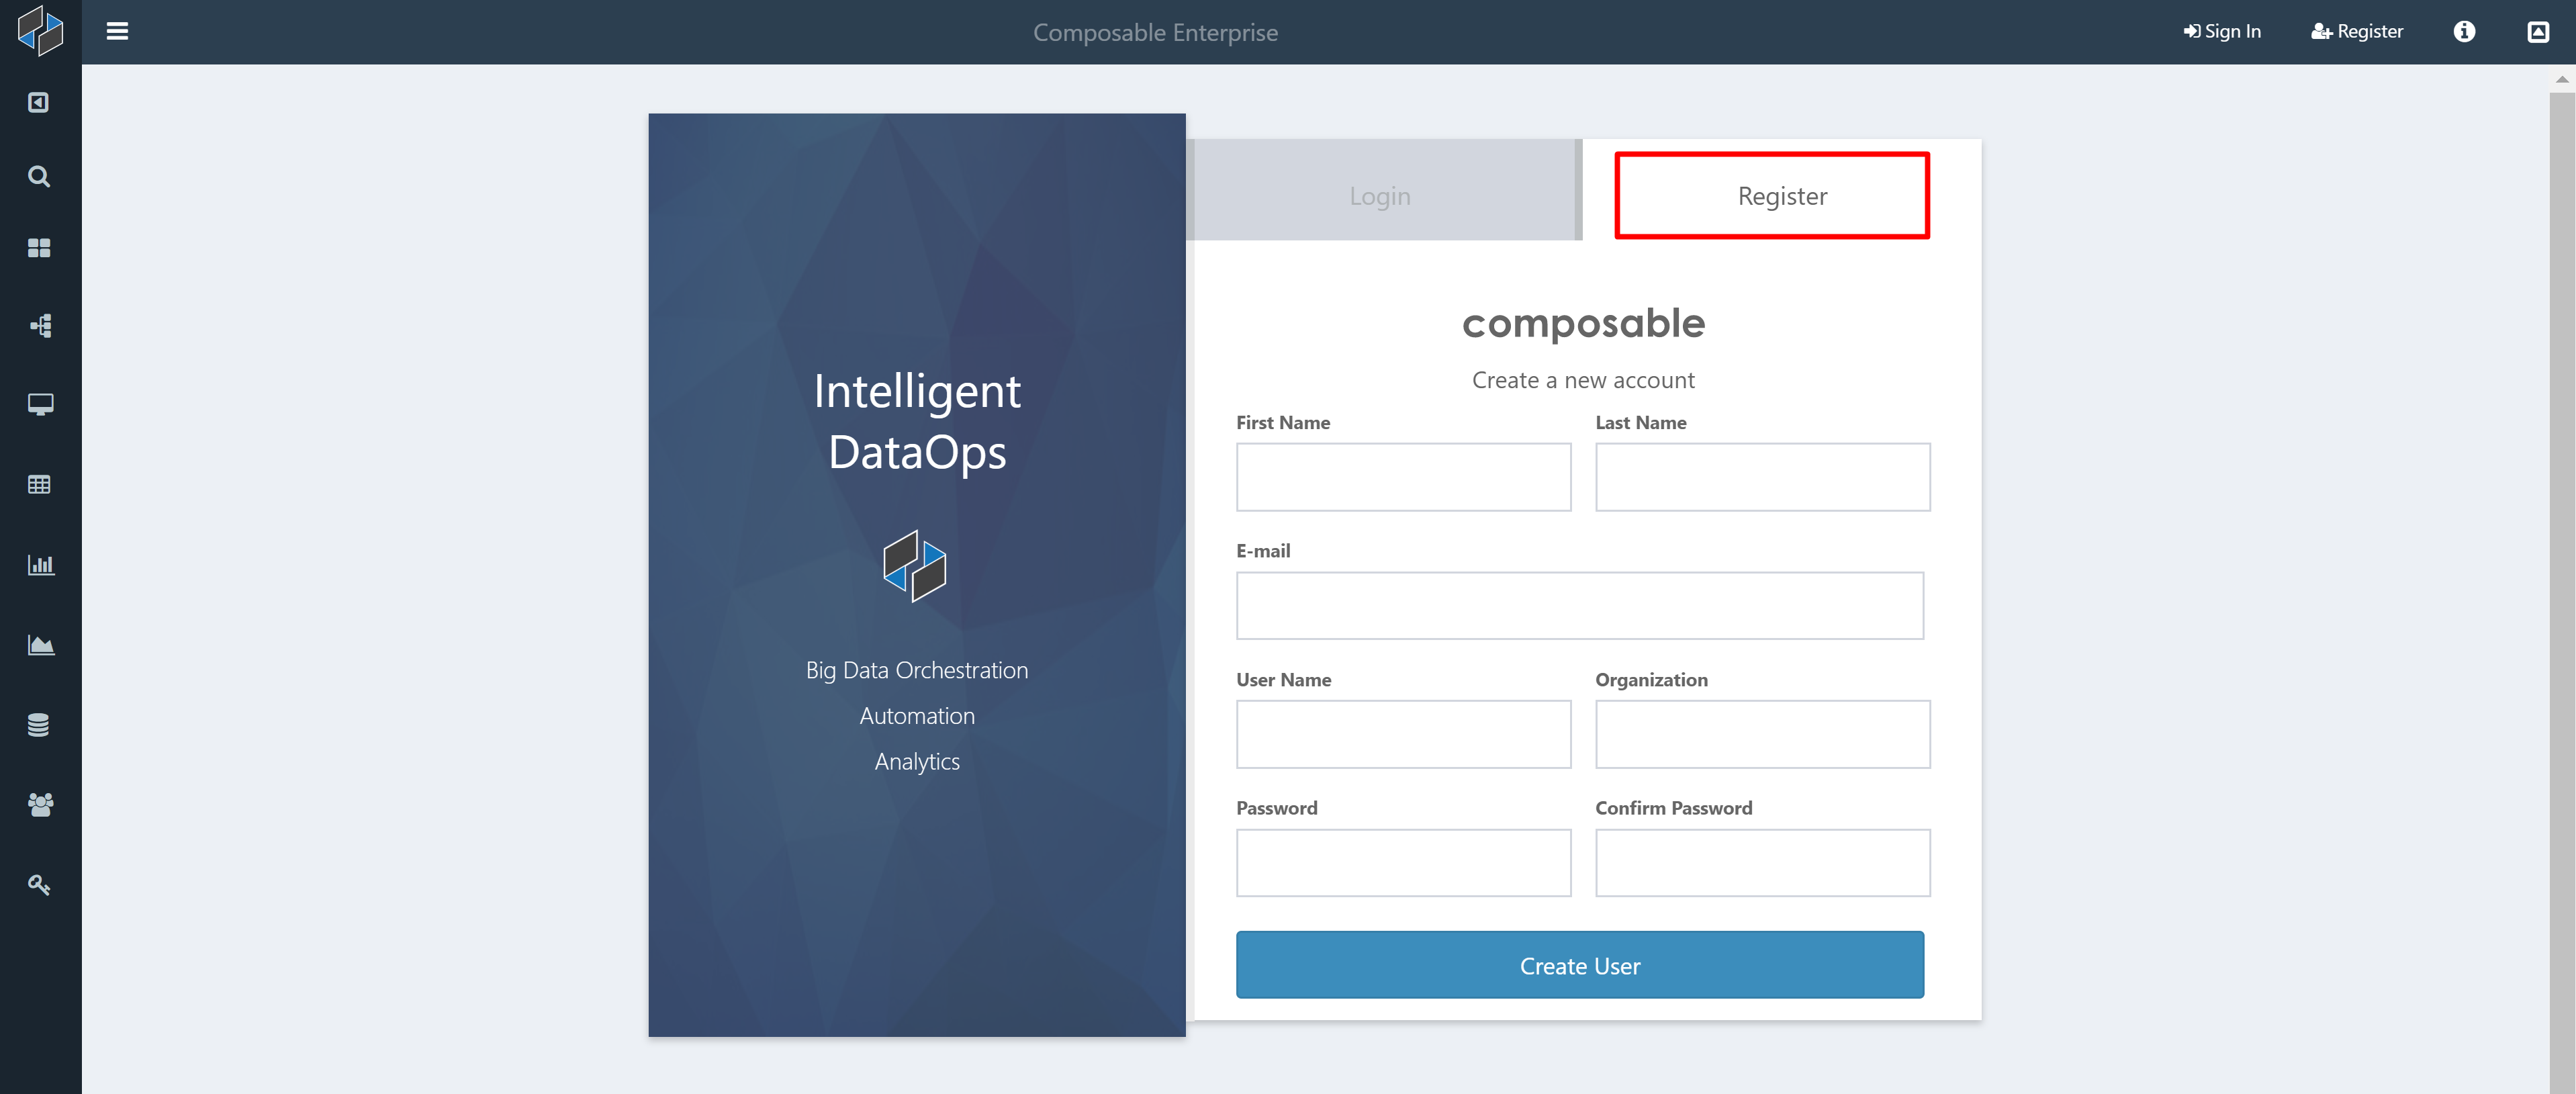 Composable Enterprise
Sign In
Register
Login
Register
Intelligent
DataOps
Big Data Orchestration
Automation
Analytics
composable
Create a new account
First Name
Last Name
E-mail
User Name
Organization
Password
Confirm Password
Create User